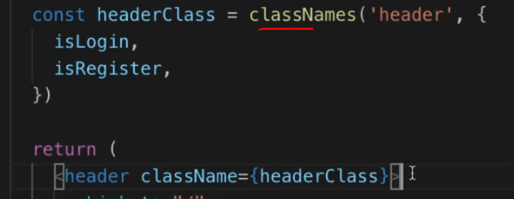 const headerClass = classNames('header', {
isLogin,
isRegister,
})
return (
<header className={headerClass}>